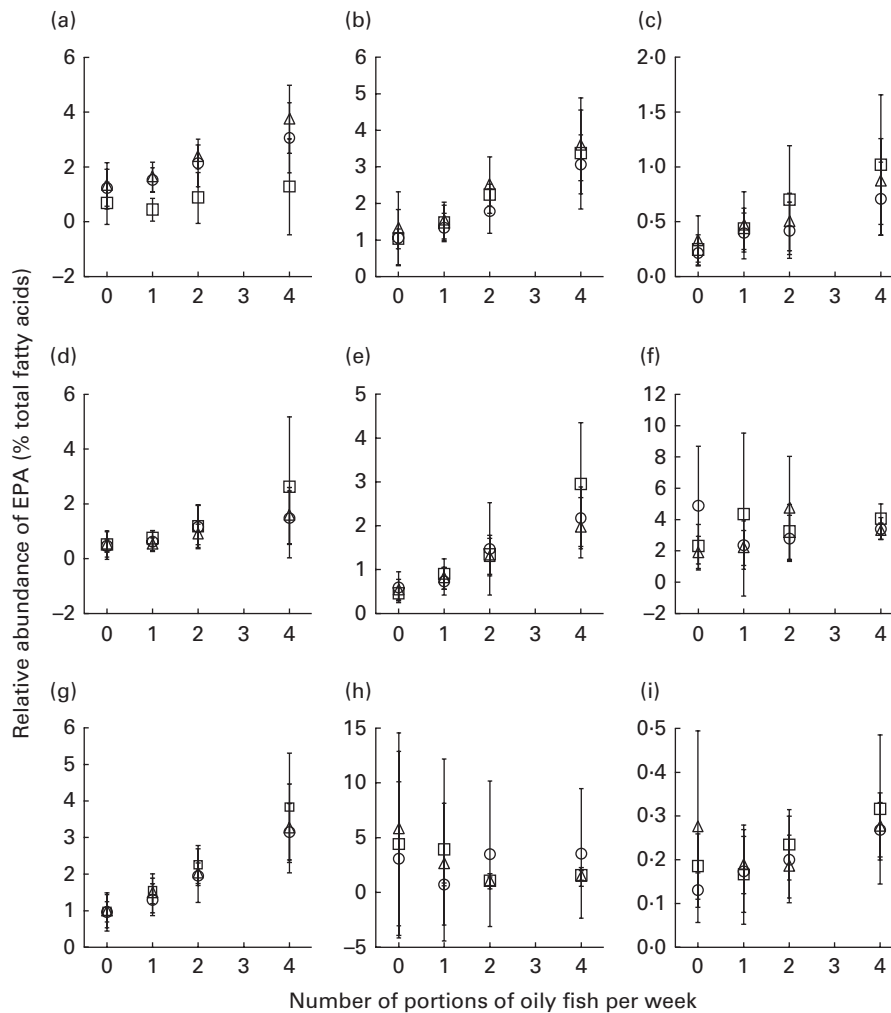 (a) (b) (c)
6 6 2·0
4 5 1·5
4
2 3 1·0
0 2 0·5
1
–2 0 0·0
0 1 2 3 4 0 1 2 3 4 0 1 2 3 4
(d) (e) (f)
6 5 12
10
4 4 8
3 6
2 2 4
0 1 2
0
–2 0 –2
0 1 2 3 4 0 1 2 3 4 0 1 2 3 4
(g) (h) (i)
6 15 0·5
5 10 0·4
4
3 5 0·3
2 0 0·2
1 0·1
0 –5 0·0
0 1 2 3 4 0 1 2 3 4 0 1 2 3 4
Relative abundance of EPA (% total fatty acids)
Number of portions of oily fish per week